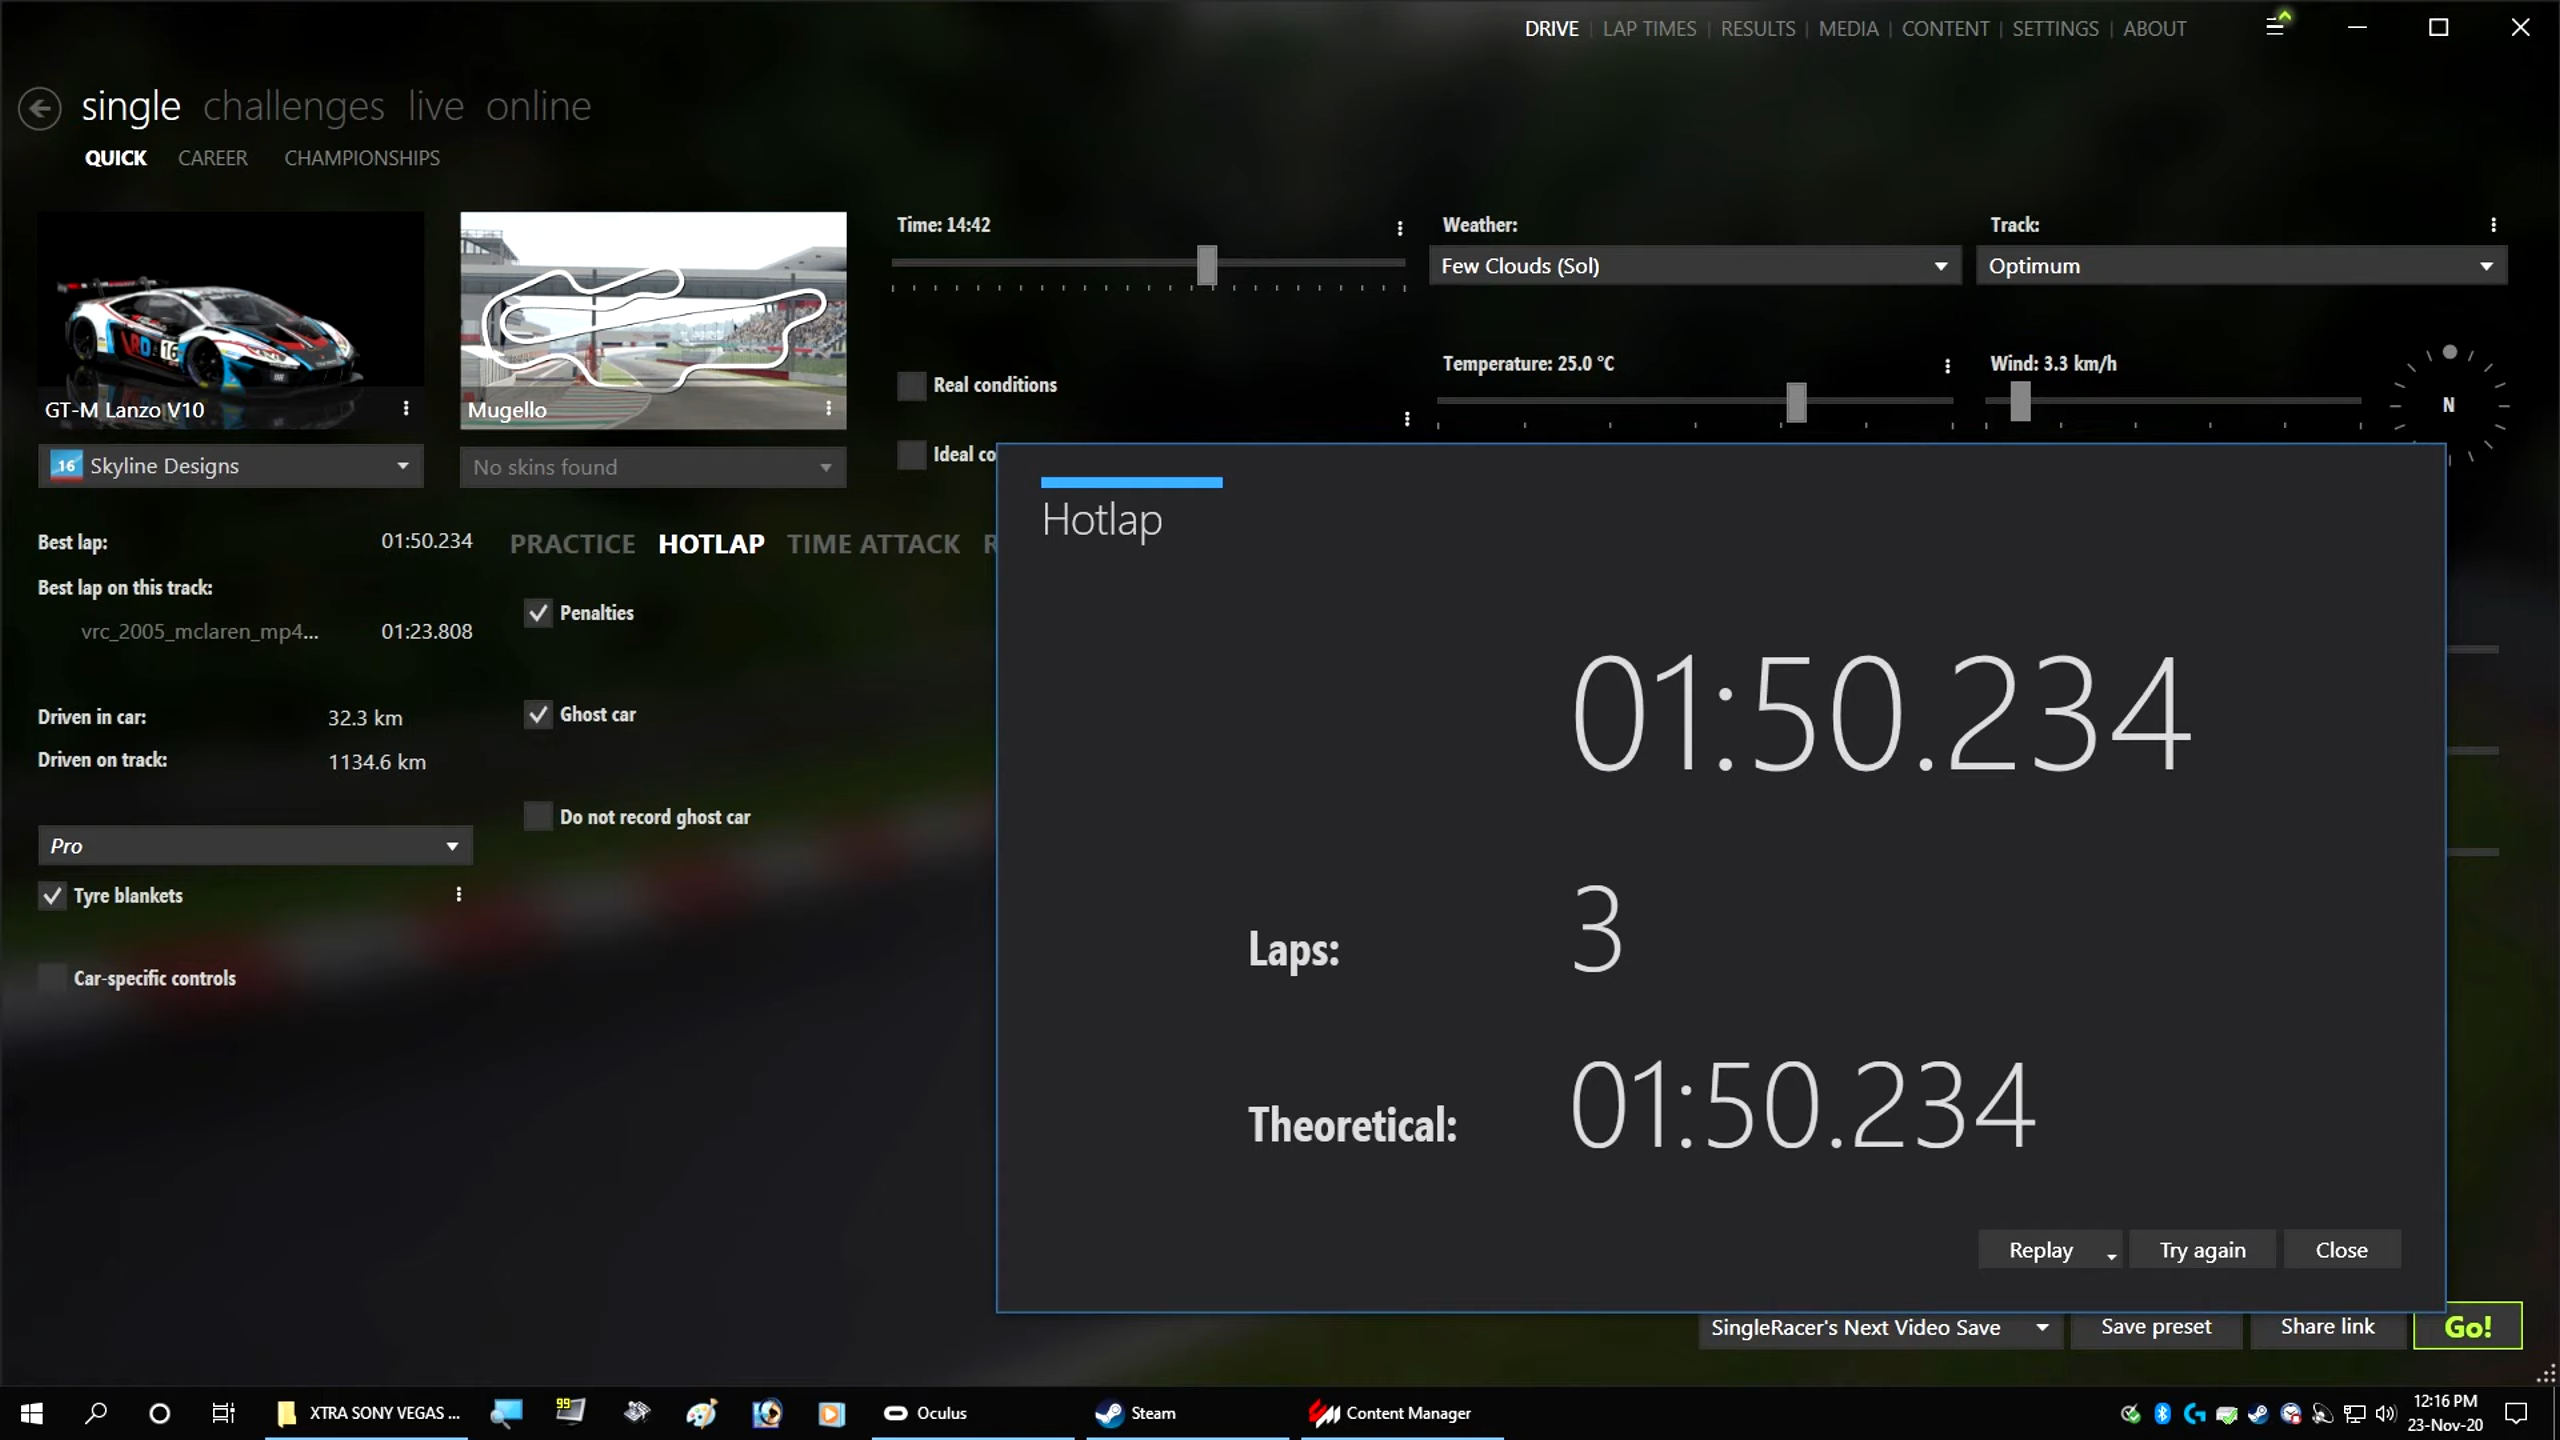 DRIVE | LAP TIMES | RESULTS | MEDIA | CONTENT | SETTINGS | ABOUT
single challenges live online
QUICK CAREER CHAMPIONSHIPS
GT-M Lanzo V10
16 Skyline Designs
Mugello
No skins found
Time: 14:42
Weather:
Few Clouds (Sol)
Track:
Optimum
Real conditions
Ideal co
Temperature: 25.0 °C
Wind: 3.3 km/h
N
Best lap: 01:50.234
Best lap on this track:
vrc_2005_mclaren_mp4... 01:23.808
Driven in car: 32.3 km
Driven on track: 1134.6 km
Pro
Tyre blankets
Car-specific controls
PRACTICE HOTLAP TIME ATTACK R
Penalties
Ghost car
Do not record ghost car
Hotlap
01:50.234
Laps: 3
Theoretical: 01:50.234
Replay Try again Close
SingleRacer's Next Video Save Save preset Share link Go!
XTRA SONY VEGAS ... 99 Oculus Steam Content Manager
12:16 PM
23-Nov-20